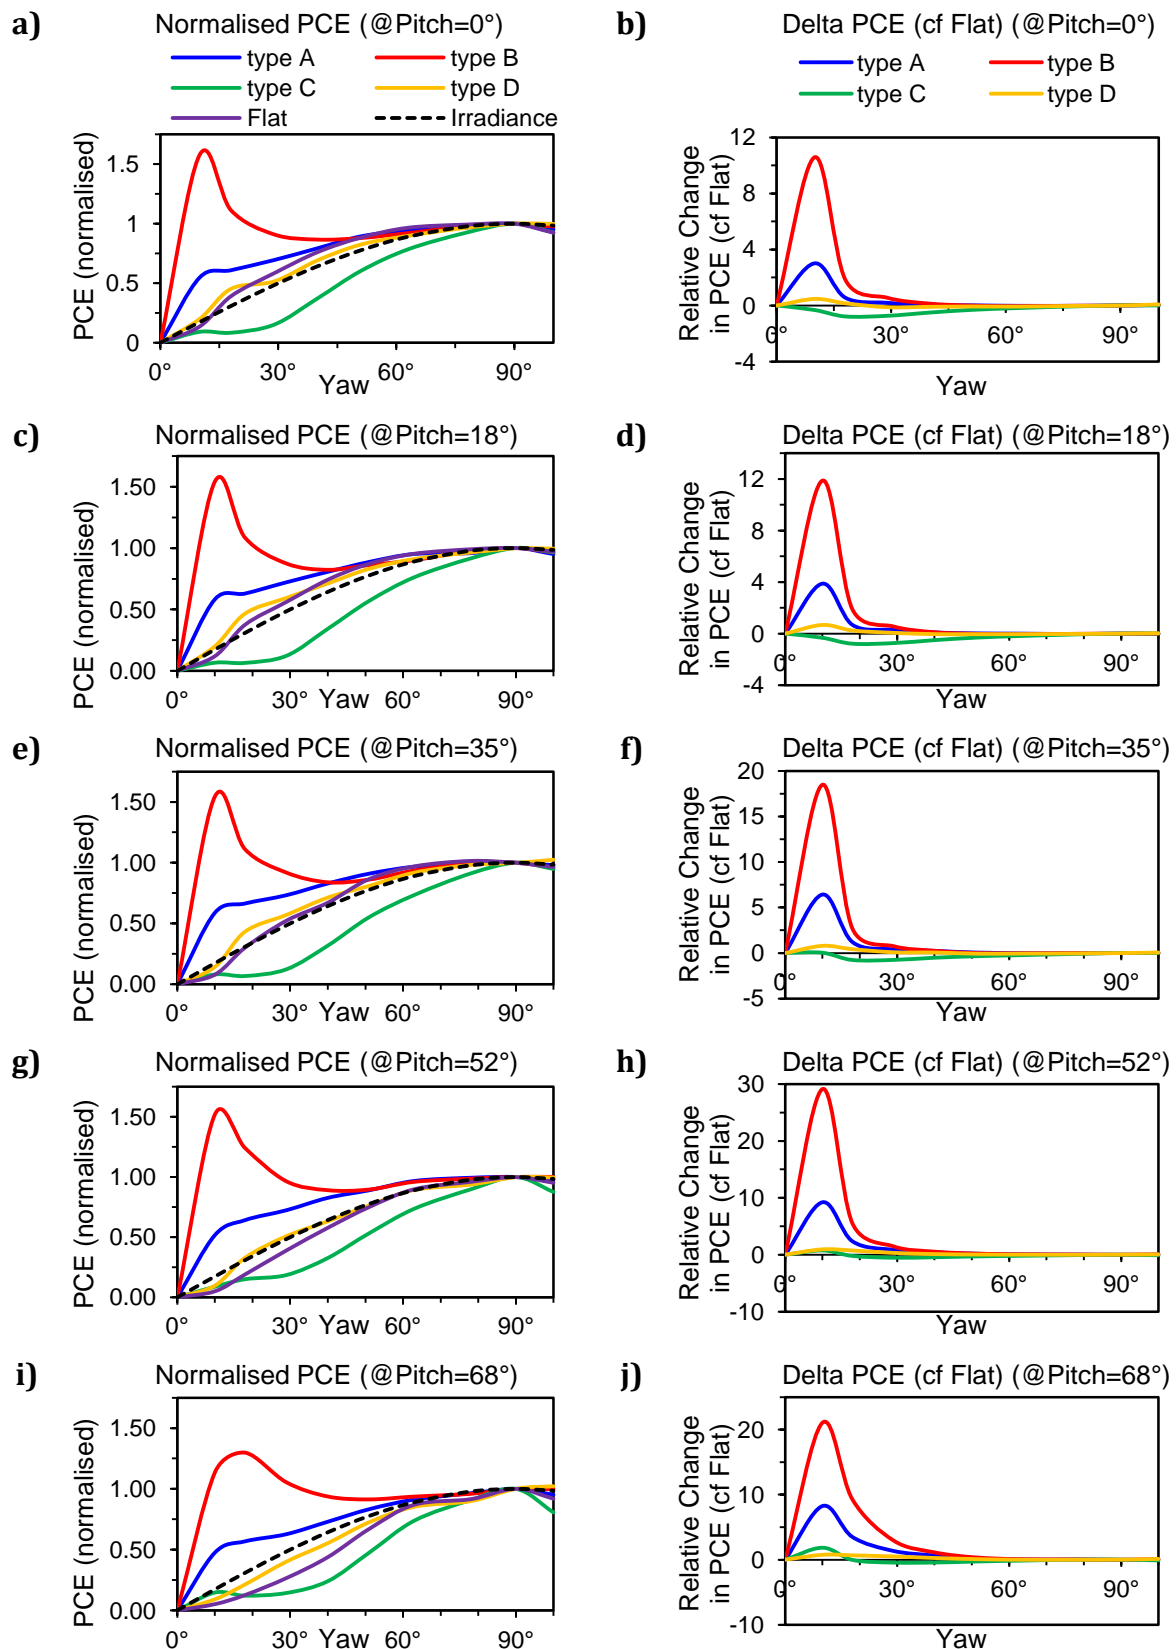 a) Normalised PCE (@Pitch=0°)
type A type B
type C type D
Flat Irradiance
PCE (normalised)
1.5
1
0.5
0
0° 30° 60° 90°
Yaw
b) Delta PCE (cf Flat) (@Pitch=0°)
type A type B
type C type D
Relative Change
in PCE (cf Flat)
12
8
4
0
-4
0° 30° 60° 90°
Yaw
c) Normalised PCE (@Pitch=18°)
PCE (normalised)
1.50
1.00
0.50
0.00
0° 30° 60° 90°
Yaw
d) Delta PCE (cf Flat) (@Pitch=18°)
Relative Change
in PCE (cf Flat)
12
8
4
0
-4
0° 30° 60° 90°
Yaw
e) Normalised PCE (@Pitch=35°)
PCE (normalised)
1.50
1.00
0.50
0.00
0° 30° 60° 90°
Yaw
f) Delta PCE (cf Flat) (@Pitch=35°)
Relative Change
in PCE (cf Flat)
20
15
10
5
0
-5
0° 30° 60° 90°
Yaw
g) Normalised PCE (@Pitch=52°)
PCE (normalised)
1.50
1.00
0.50
0.00
0° 30° 60° 90°
Yaw
h) Delta PCE (cf Flat) (@Pitch=52°)
Relative Change
in PCE (cf Flat)
30
20
10
0
-10
0° 30° 60° 90°
Yaw
i) Normalised PCE (@Pitch=68°)
PCE (normalised)
1.50
1.00
0.50
0.00
0° 30° 60° 90°
Yaw
j) Delta PCE (cf Flat) (@Pitch=68°)
Relative Change
in PCE (cf Flat)
20
10
0
-10
0° 30° 60° 90°
Yaw